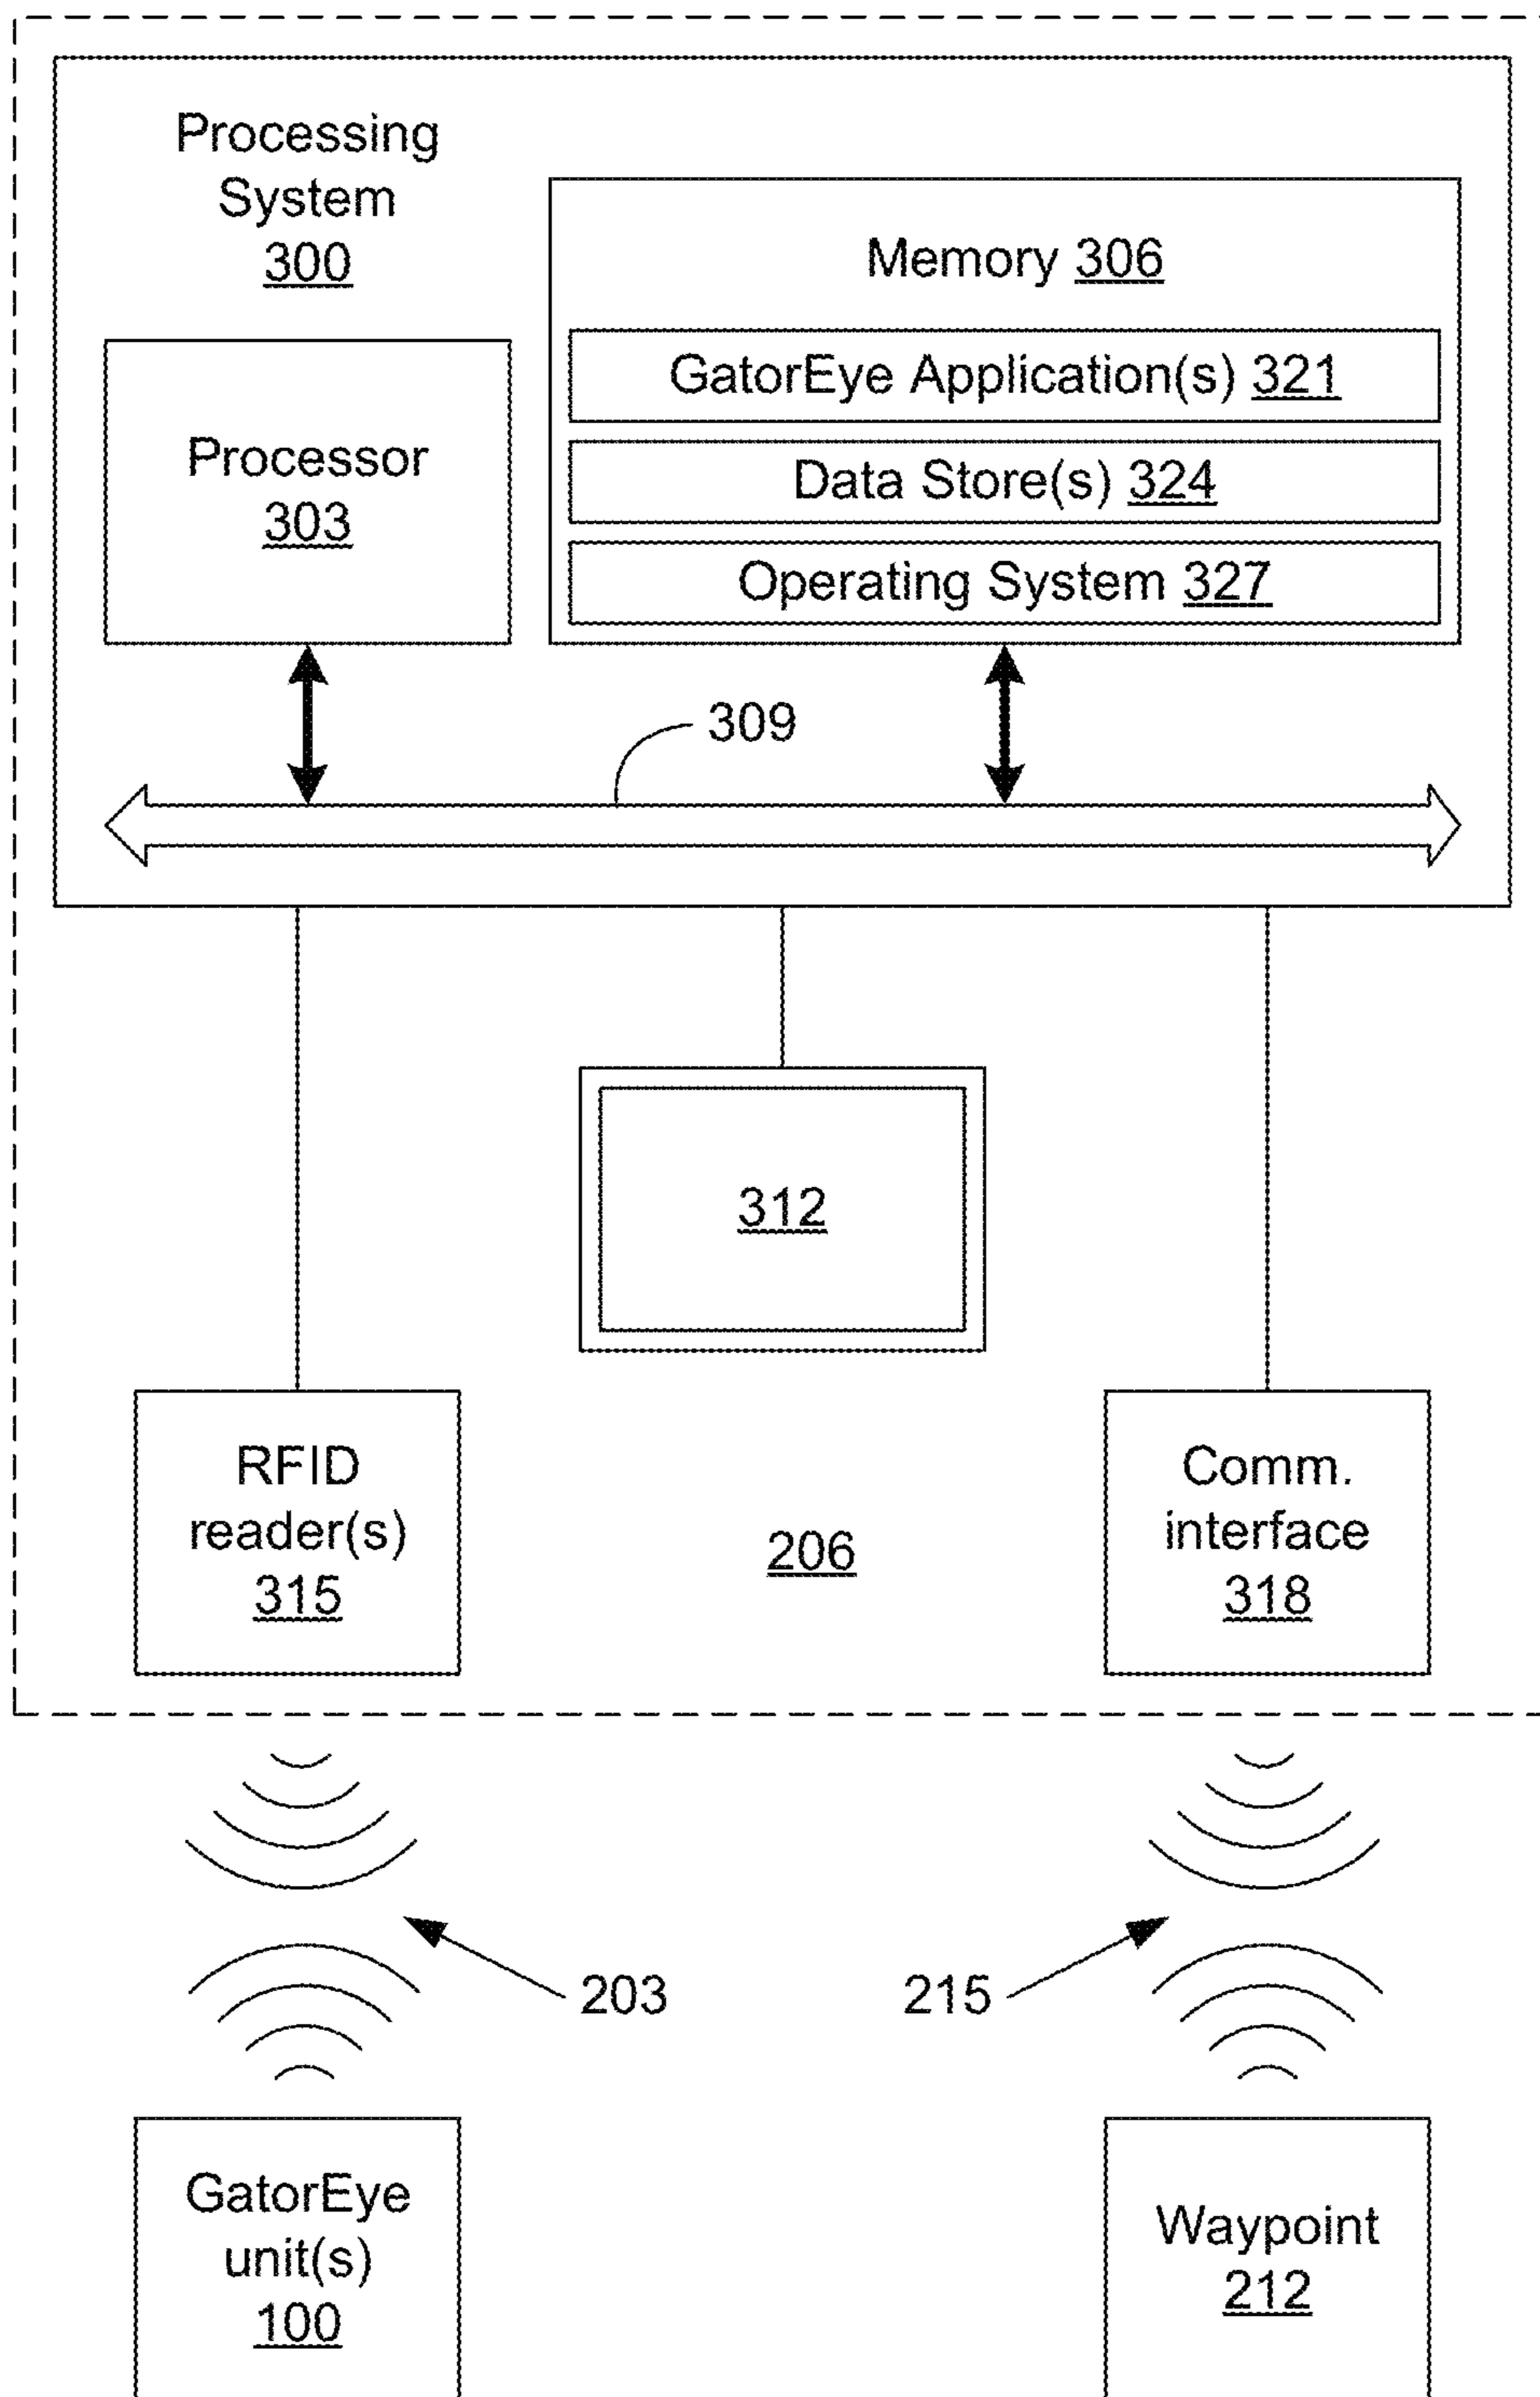 Processing
System
300
Memory 306
GatorEye Application(s) 321
Processor
303
Data Store(s) 324
Operating System 327
309
312
RFID
reader(s)
315
206
Comm.
interface
318
203
215
GatorEye
unit(s)
100
Waypoint
212